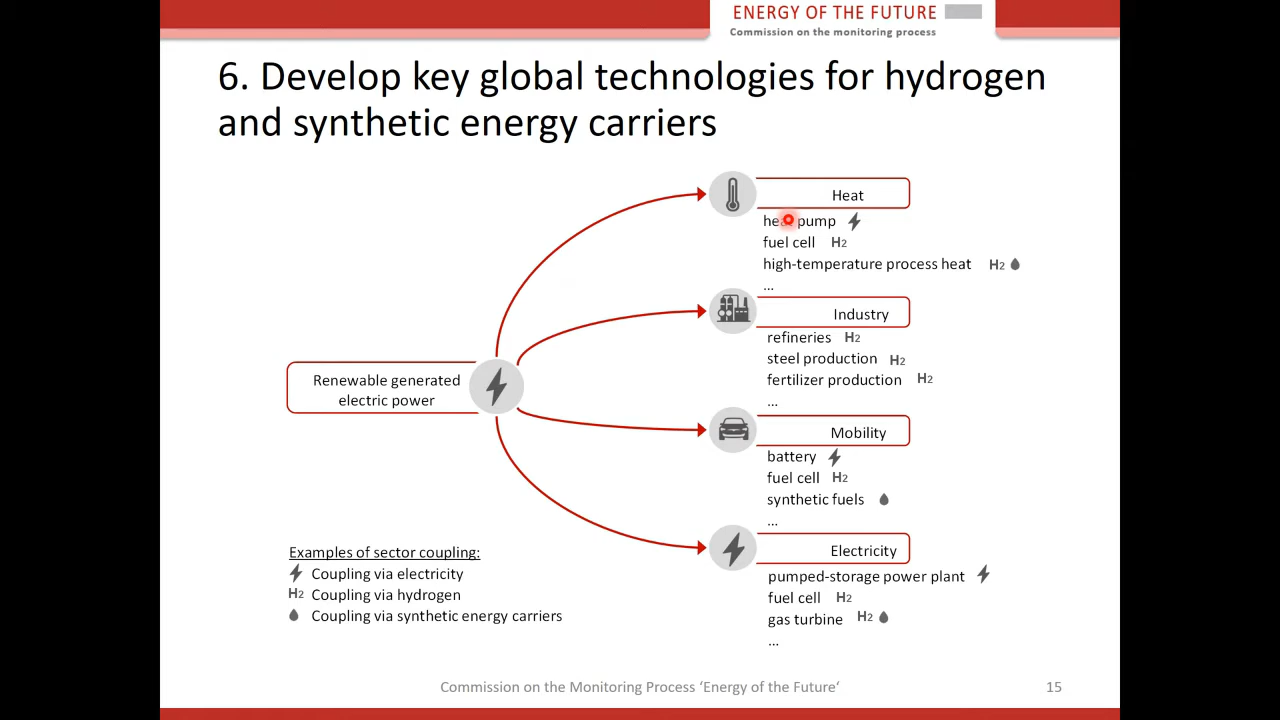 ENERGY OF THE FUTURE
Commission on the monitoring process
6. Develop key global technologies for hydrogen
and synthetic energy carriers
Heat
heat pump
fuel cell H2
high-temperature process heat H2
...
Industry
refineries H2
steel production H2
fertilizer production H2
...
Renewable generated
electric power
Mobility
battery
fuel cell H2
synthetic fuels
...
Electricity
pumped-storage power plant
fuel cell H2
gas turbine H2
...
Examples of sector coupling:
Coupling via electricity
H2 Coupling via hydrogen
Coupling via synthetic energy carriers
Commission on the Monitoring Process ‘Energy of the Future‘
15